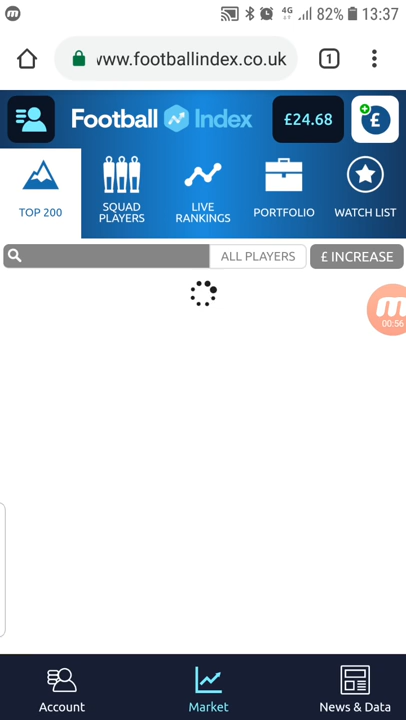 4G 82% 13:37
www.footballindex.co.uk 1
Football Index £24.68 £
TOP 200
SQUAD PLAYERS
LIVE RANKINGS
PORTFOLIO
WATCH LIST
ALL PLAYERS £ INCREASE
00:56
Account Market News & Data